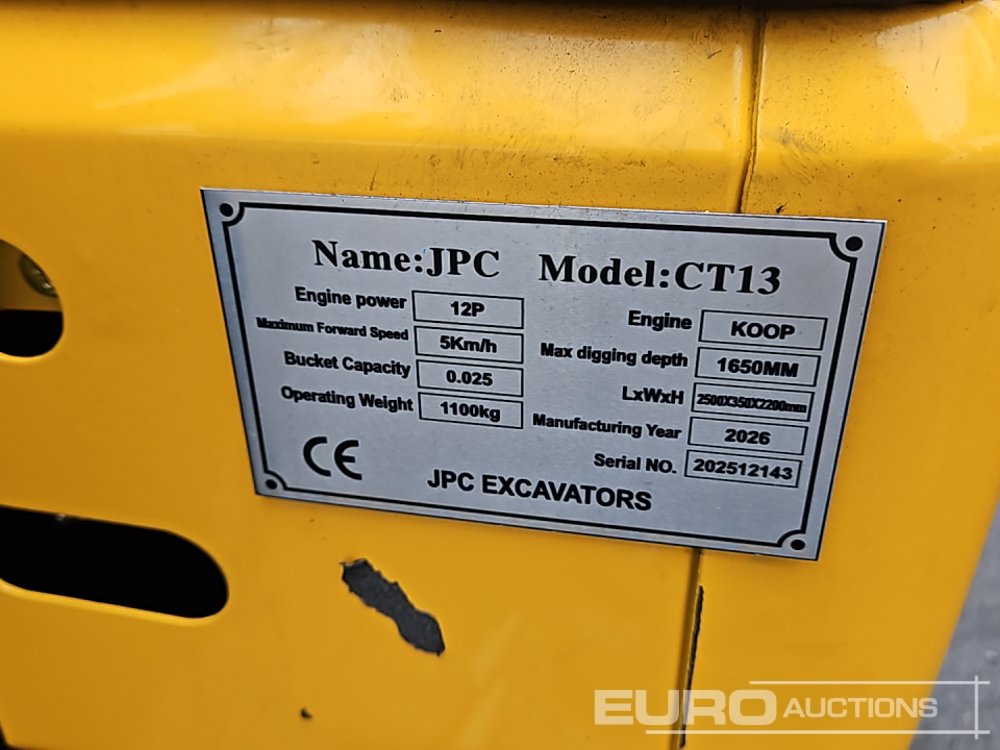 Name:JPC Model:CT13
Engine power 12P
Maximum Forward Speed 5Km/h
Bucket Capacity 0.025
Operating Weight 1100kg
Engine KOOP
Max digging depth 1650MM
LxWxH 2500X350X2200mm
Manufacturing Year 2026
Serial NO. 202512143
CE
JPC EXCAVATORS
EURO AUCTIONS